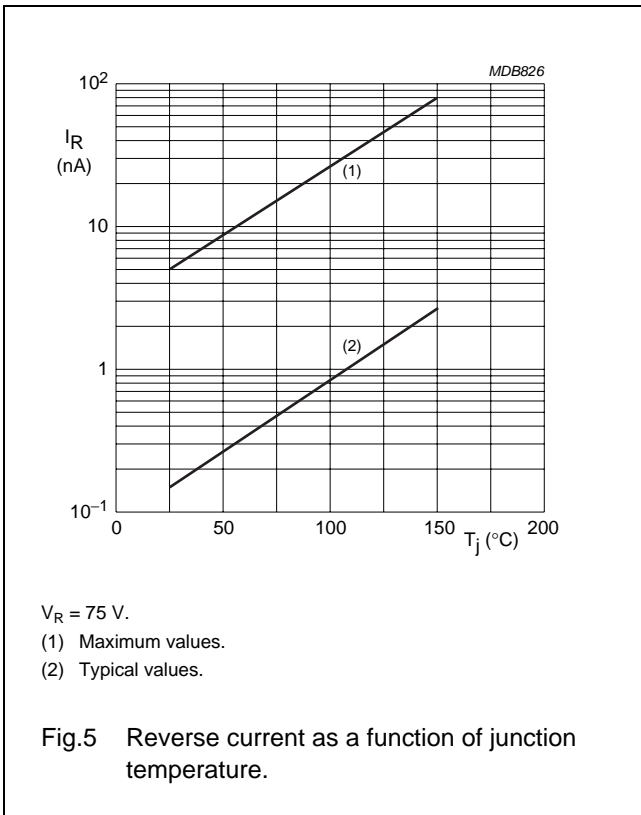 MDB826
10²
I_R
(nA)
(1)
10
1
(2)
10⁻¹
0
50
100
150
T_j (°C)
200
V_R = 75 V.
(1) Maximum values.
(2) Typical values.
Fig.5 Reverse current as a function of junction
temperature.